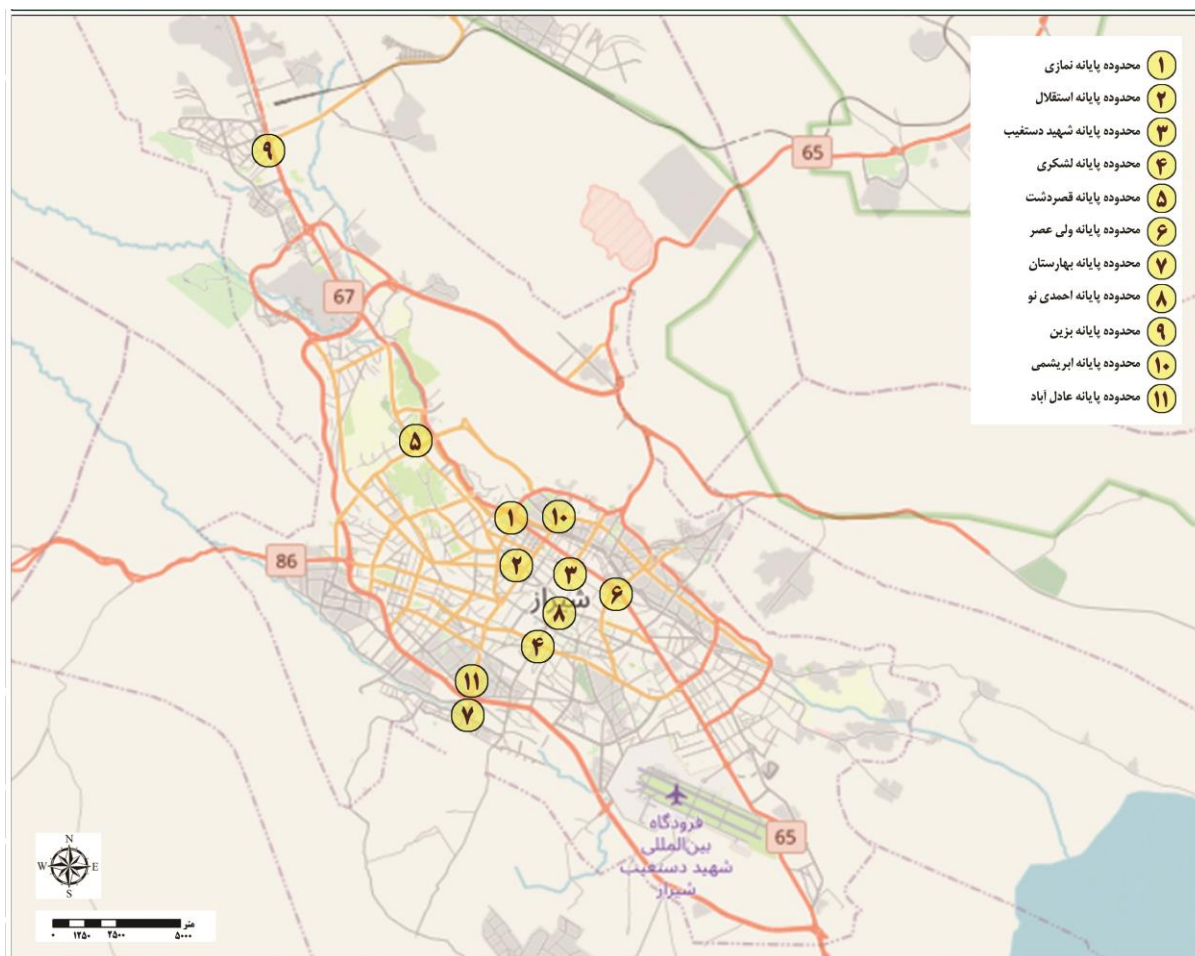 ۱ محدوده پایانه نمازی
۲ محدوده پایانه استقلال
۳ محدوده پایانه شهید دستغیب
۴ محدوده پایانه لشکری
۵ محدوده پایانه قصردشت
۶ محدوده پایانه ولی عصر
۷ محدوده پایانه بهارستان
۸ محدوده پایانه احمدی نو
۹ محدوده پایانه بزین
۱۰ محدوده پایانه ابریشمی
۱۱ محدوده پایانه عادل آباد
۹
65
67
۵
۱
۱۰
86
۲
۳
۶
شیراز
۸
۴
۱۱
۷
فرودگاه
بین‌المللی
شهید دستغیب
شیراز
65
N
W E
S
متر
۰ ۱۲۵۰ ۲۵۰۰ ۵۰۰۰